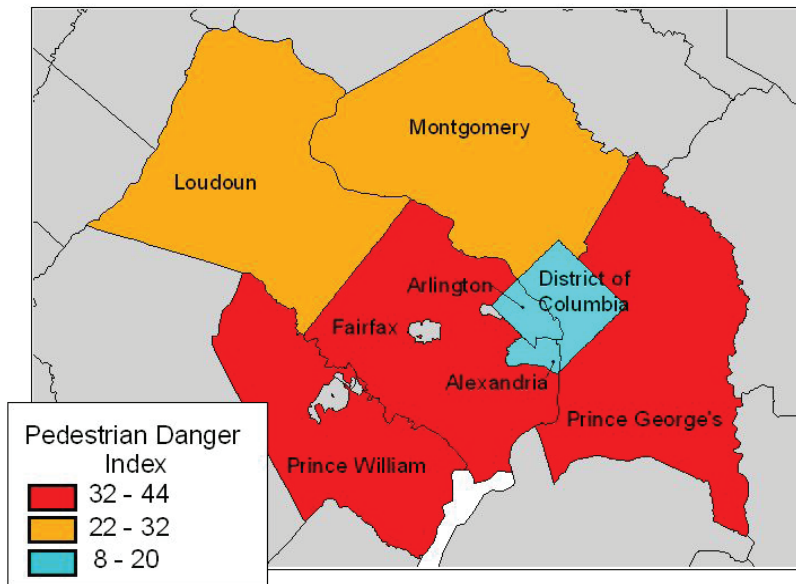 Montgomery
Loudoun
District of
Columbia
Arlington
Fairfax
Alexandria
Prince George's
Prince William
Pedestrian Danger
Index
32 - 44
22 - 32
8 - 20